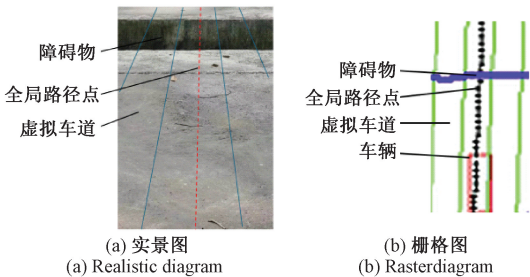 障碍物
全局路径点
虚拟车道
障碍物
全局路径点
虚拟车道
车辆
(a) 实景图
(a) Realistic diagram
(b) 栅格图
(b) Rasterdiagram